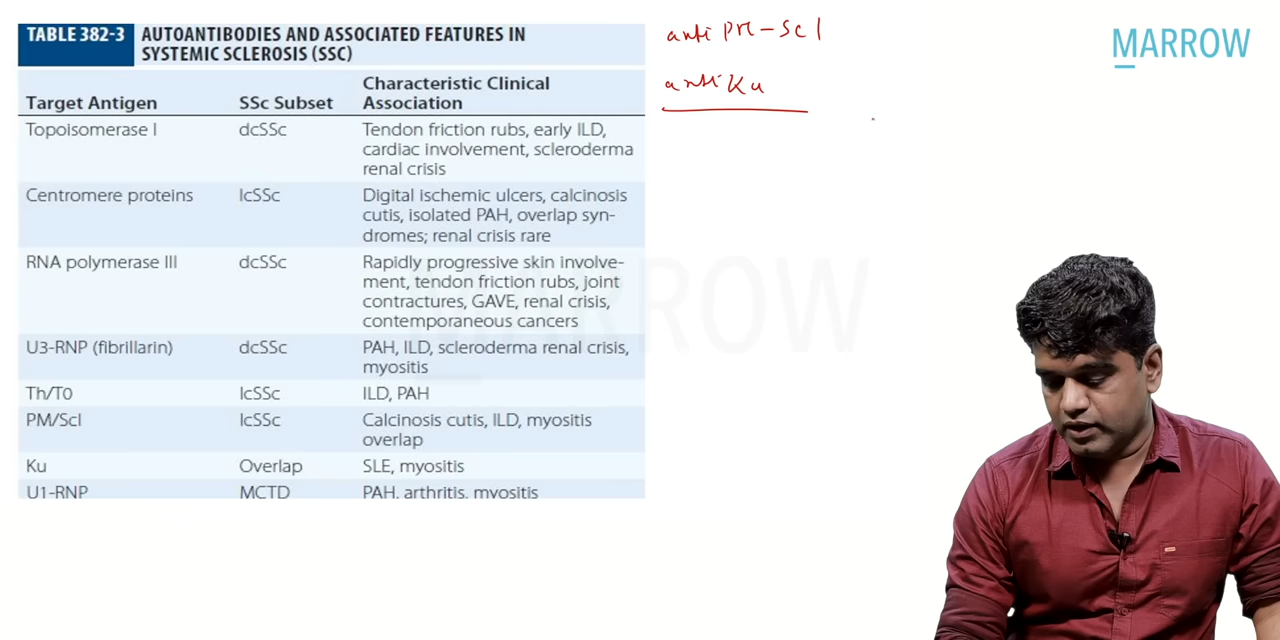 TABLE 382-3
AUTOANTIBODIES AND ASSOCIATED FEATURES IN
SYSTEMIC SCLEROSIS (SSC)
Target Antigen SSc Subset Characteristic Clinical
Association
Topoisomerase I dcSSc Tendon friction rubs, early ILD,
cardiac involvement, scleroderma
renal crisis
Centromere proteins lcSSc Digital ischemic ulcers, calcinosis
cutis, isolated PAH, overlap syn-
dromes; renal crisis rare
RNA polymerase III dcSSc Rapidly progressive skin involve-
ment, tendon friction rubs, joint
contractures, GAVE, renal crisis,
contemporaneous cancers
U3-RNP (fibrillarin) dcSSc PAH, ILD, scleroderma renal crisis,
myositis
Th/T0 lcSSc ILD, PAH
PM/Scl lcSSc Calcinosis cutis, ILD, myositis
overlap
Ku Overlap SLE, myositis
U1-RNP MCTD PAH, arthritis, myositis
anti PM-Scl
anti Ku
MARROW
MARROW